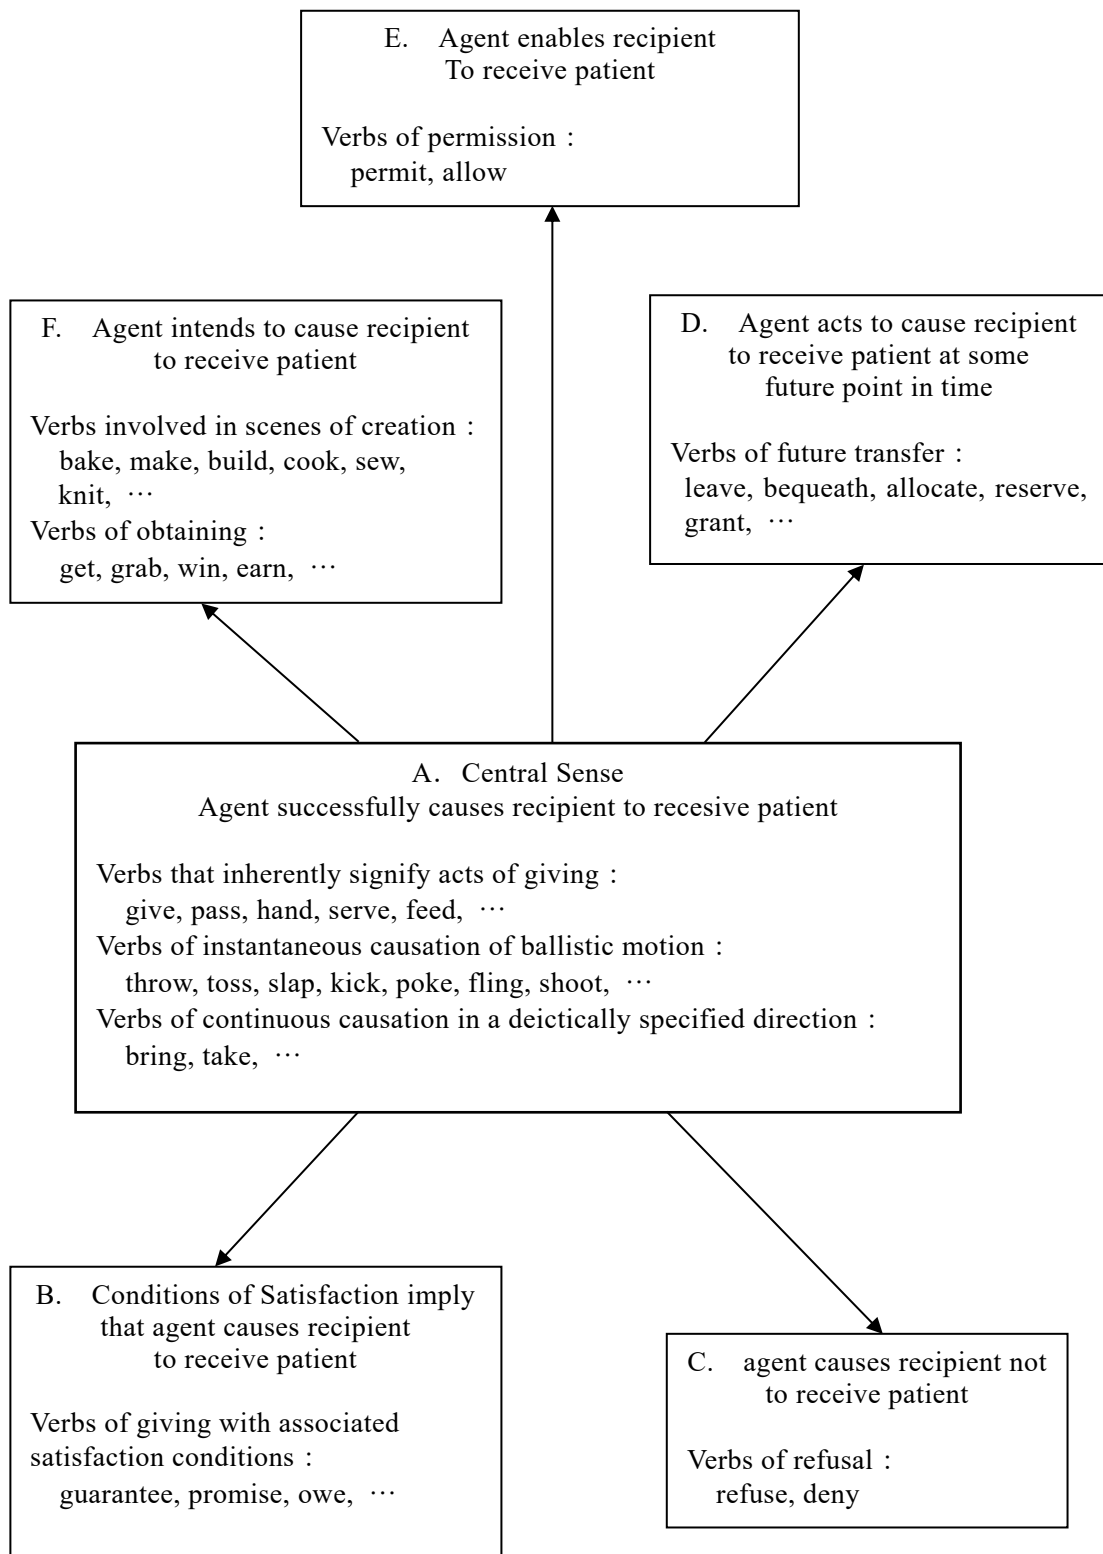 E. Agent enables recipient
To receive patient
Verbs of permission：
permit, allow
F. Agent intends to cause recipient
to receive patient
Verbs involved in scenes of creation：
bake, make, build, cook, sew,
knit, …
Verbs of obtaining：
get, grab, win, earn, …
D. Agent acts to cause recipient
to receive patient at some
future point in time
Verbs of future transfer：
leave, bequeath, allocate, reserve,
grant, …
A. Central Sense
Agent successfully causes recipient to recesive patient
Verbs that inherently signify acts of giving：
give, pass, hand, serve, feed, …
Verbs of instantaneous causation of ballistic motion：
throw, toss, slap, kick, poke, fling, shoot, …
Verbs of continuous causation in a deictically specified direction：
bring, take, …
B. Conditions of Satisfaction imply
that agent causes recipient
to receive patient
Verbs of giving with associated
satisfaction conditions：
guarantee, promise, owe, …
C. agent causes recipient not
to receive patient
Verbs of refusal：
refuse, deny